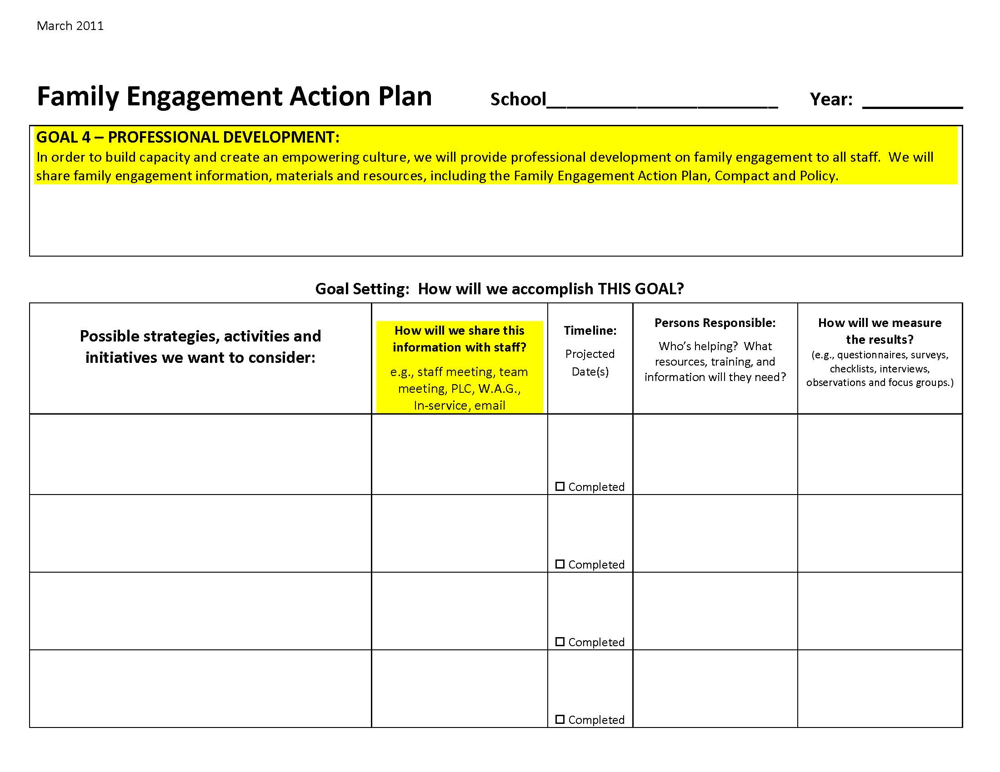 March 2011
Family Engagement Action Plan School_______________________ Year: __________
GOAL 4 – PROFESSIONAL DEVELOPMENT:
In order to build capacity and create an empowering culture, we will provide professional development on family engagement to all staff.  We will
share family engagement information, materials and resources, including the Family Engagement Action Plan, Compact and Policy.
Goal Setting:  How will we accomplish THIS GOAL?
Possible strategies, activities and
initiatives we want to consider:
How will we share this
information with staff?
e.g., staff meeting, team
meeting, PLC, W.A.G.,
In-service, email
Timeline:
Projected
Date(s)
Persons Responsible:
Who's helping?  What
resources, training, and
information will they need?
How will we measure
the results?
(e.g., questionnaires, surveys,
checklists, interviews,
observations and focus groups.)
☐ Completed
☐ Completed
☐ Completed
☐ Completed